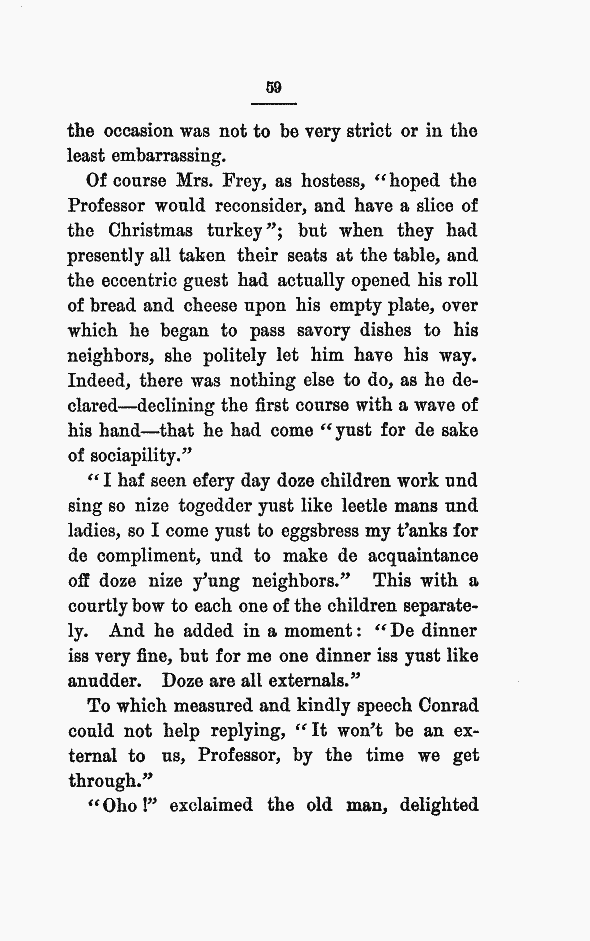 59
the occasion was not to be very strict or in the
least embarrassing.
Of course Mrs. Frey, as hostess, “hoped the
Professor would reconsider, and have a slice of
the Christmas turkey”; but when they had
presently all taken their seats at the table, and
the eccentric guest had actually opened his roll
of bread and cheese upon his empty plate, over
which he began to pass savory dishes to his
neighbors, she politely let him have his way.
Indeed, there was nothing else to do, as he de-
clared—declining the first course with a wave of
his hand—that he had come “yust for de sake
of sociapility.”
“I haf seen efery day doze children work und
sing so nize togedder yust like leetle mans und
ladies, so I come yust to eggsbress my t’anks for
de compliment, und to make de acquaintance
off doze nize y’ung neighbors.” This with a
courtly bow to each one of the children separate-
ly. And he added in a moment: “De dinner
iss very fine, but for me one dinner iss yust like
anudder. Doze are all externals.”
To which measured and kindly speech Conrad
could not help replying, “It won’t be an ex-
ternal to us, Professor, by the time we get
through.”
“Oho!” exclaimed the old man, delighted